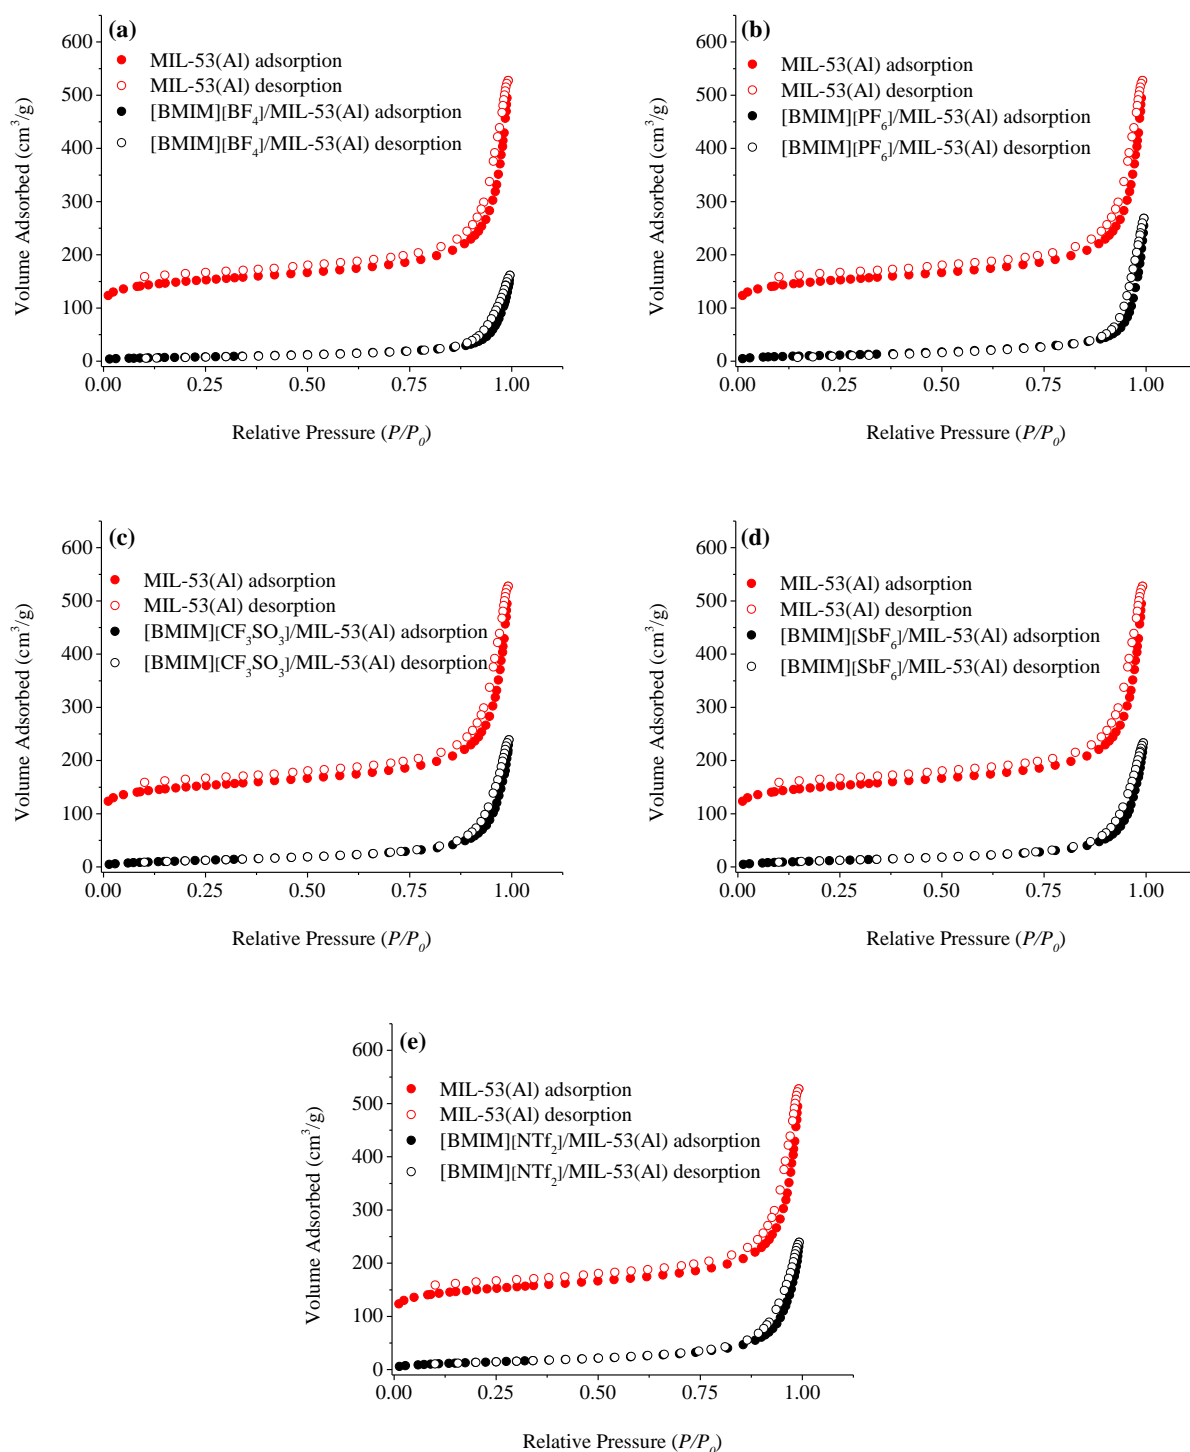 (a)
MIL-53(Al) adsorption
MIL-53(Al) desorption
[BMIM][BF₄]/MIL-53(Al) adsorption
[BMIM][BF₄]/MIL-53(Al) desorption
600
500
400
300
200
100
0
0.00 0.25 0.50 0.75 1.00
Volume Adsorbed (cm³/g)
Relative Pressure (P/P₀)
(b)
MIL-53(Al) adsorption
MIL-53(Al) desorption
[BMIM][PF₆]/MIL-53(Al) adsorption
[BMIM][PF₆]/MIL-53(Al) desorption
600
500
400
300
200
100
0
0.00 0.25 0.50 0.75 1.00
Volume Adsorbed (cm³/g)
Relative Pressure (P/P₀)
(c)
MIL-53(Al) adsorption
MIL-53(Al) desorption
[BMIM][CF₃SO₃]/MIL-53(Al) adsorption
[BMIM][CF₃SO₃]/MIL-53(Al) desorption
600
500
400
300
200
100
0
0.00 0.25 0.50 0.75 1.00
Volume Adsorbed (cm³/g)
Relative Pressure (P/P₀)
(d)
MIL-53(Al) adsorption
MIL-53(Al) desorption
[BMIM][SbF₆]/MIL-53(Al) adsorption
[BMIM][SbF₆]/MIL-53(Al) desorption
600
500
400
300
200
100
0
0.00 0.25 0.50 0.75 1.00
Volume Adsorbed (cm³/g)
Relative Pressure (P/P₀)
(e)
MIL-53(Al) adsorption
MIL-53(Al) desorption
[BMIM][NTf₂]/MIL-53(Al) adsorption
[BMIM][NTf₂]/MIL-53(Al) desorption
600
500
400
300
200
100
0
0.00 0.25 0.50 0.75 1.00
Volume Adsorbed (cm³/g)
Relative Pressure (P/P₀)